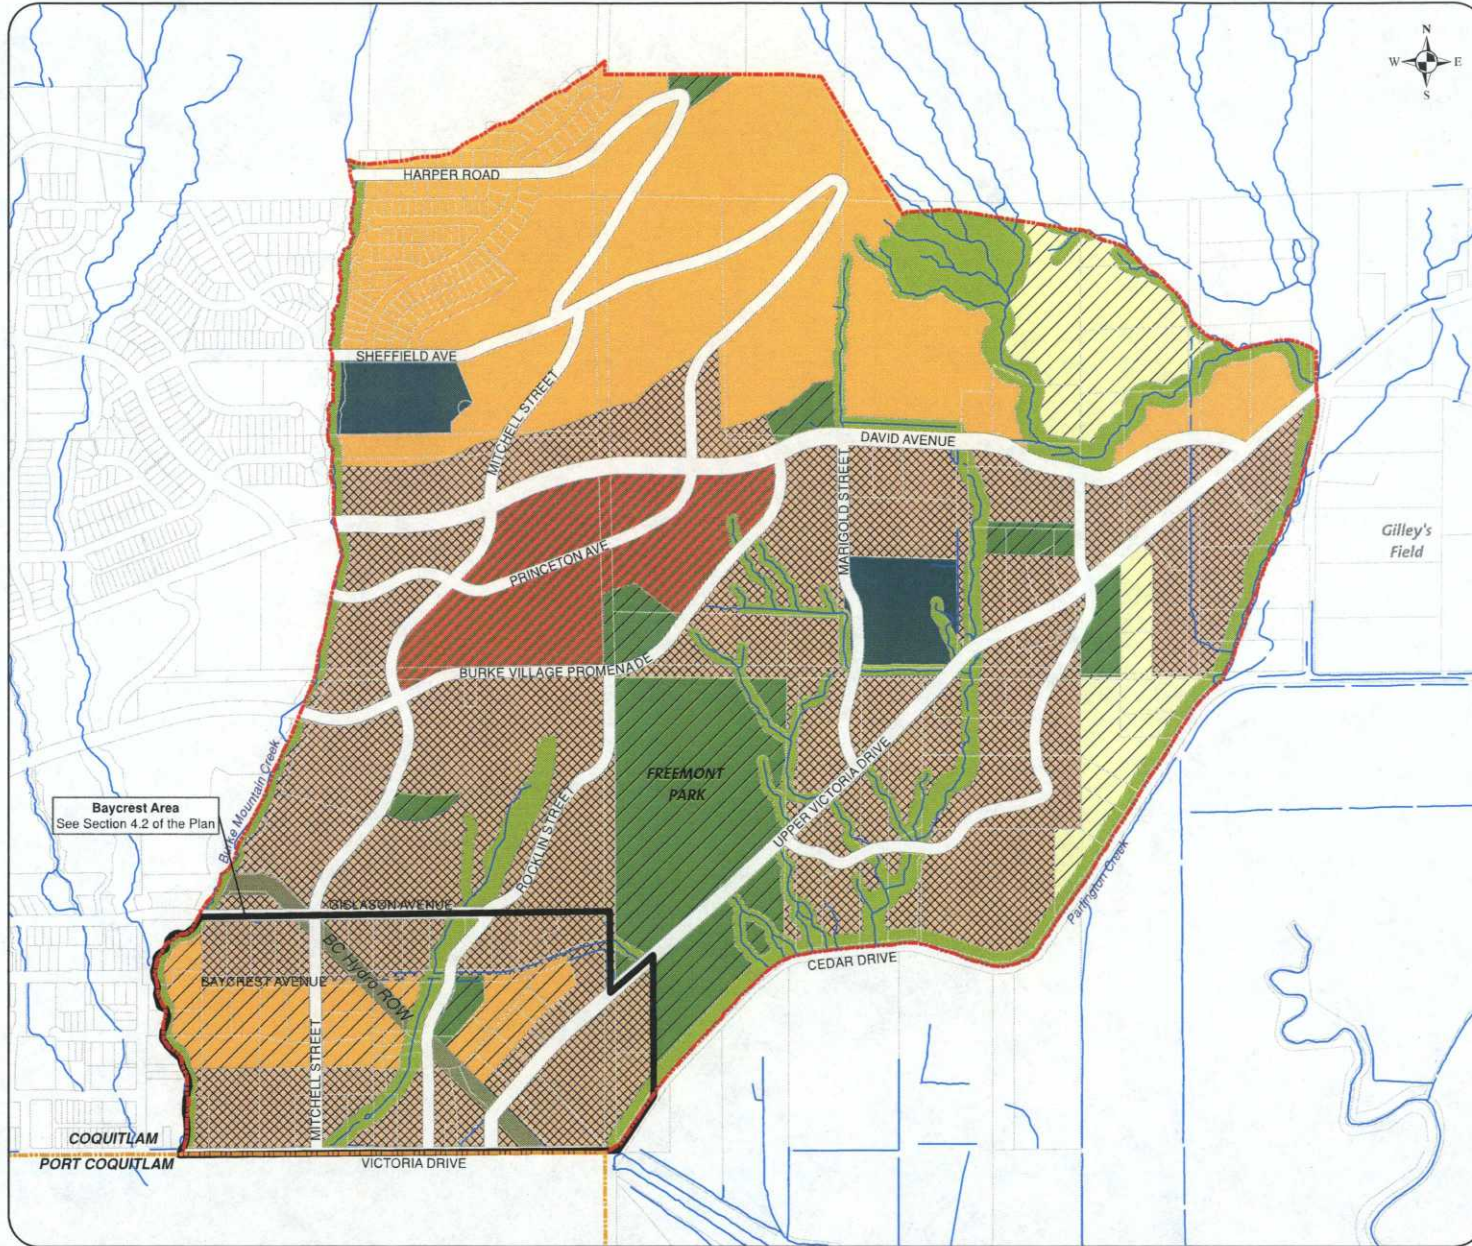 N
W E
S
HARPER ROAD
SHEFFIELD AVE
MITCHELL STREET
DAVID AVENUE
MARIGOLD STREET
PRINCETON AVE
Gilley's
Field
BURKE VILLAGE PROMENADE
FREEMONT
PARK
UPPER VICTORIA DRIVE
Baycrest Area
See Section 4.2 of the Plan
Burke Mountain Creek
ROCKLIN STREET
Partington Creek
GISLASON AVENUE
BC Hydro ROW
CEDAR DRIVE
BAYCREST AVENUE
MITCHELL STREET
COQUITLAM
PORT COQUITLAM
VICTORIA DRIVE